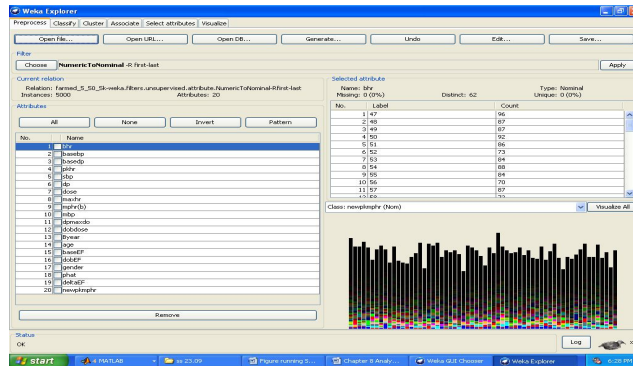 Weka Explorer
Preprocess Classify Cluster Associate Select attributes Visualize
Open file... Open URL... Open DB... Generate... Undo Edit... Save...
Filter
Choose NumericToNominal -R first-last Apply
Current relation
Relation: farmed_5_50_5k-weka.filters.unsupervised.attribute.NumericToNominal-Rfirst-last
Instances: 5000 Attributes: 20
Attributes
All None Invert Pattern
No. Name
1 bhr
2 basebp
3 basedp
4 pkhr
5 sbp
6 dp
7 dose
8 maxhr
9 mphr(b)
10 mbp
11 dpmaxdo
12 dobdose
13 Byear
14 age
15 baseEF
16 dobEF
17 gender
18 phat
19 deltaEF
20 newpkmphr
Remove
Selected attribute
Name: bhr Type: Nominal
Missing: 0 (0%) Distinct: 62 Unique: 0 (0%)
No. Label Count
1 47 96
2 48 87
3 49 87
4 50 92
5 51 86
6 52 73
7 53 84
8 54 88
9 55 84
10 56 70
11 57 87
Class: newpkmphr (Nom) Visualize All
Status
OK Log
start 4 MATLAB ss 23.09 Figure running S... Chapter 8 Analy... Weka GUI Chooser Weka Explorer 6:28 PM